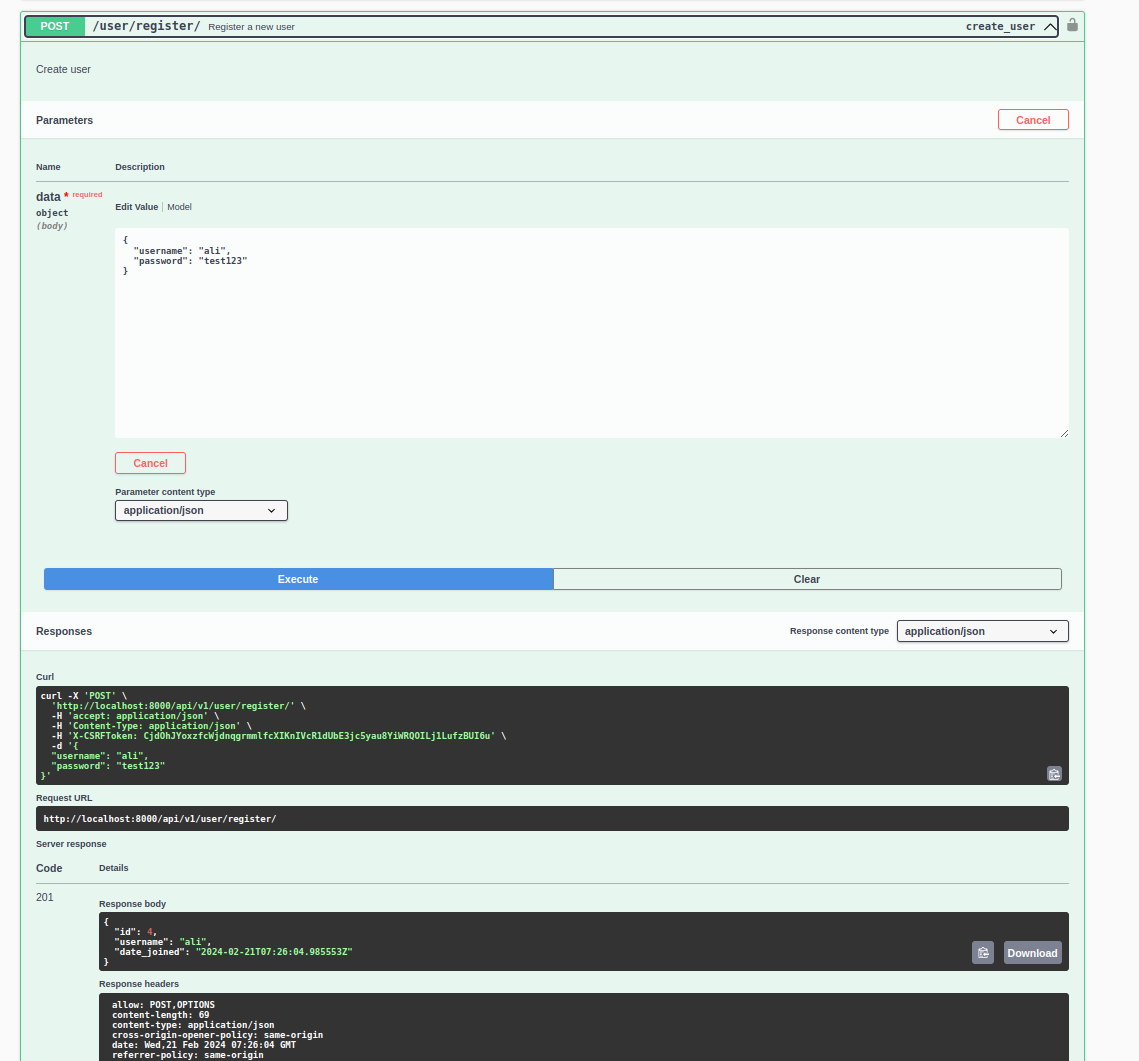 POST /user/register/ Register a new user create_user
Create user
Parameters Cancel
Name Description
data * required
object
(body)
Edit Value | Model
{
  "username": "ali",
  "password": "test123"
}
Cancel
Parameter content type
application/json
Execute Clear
Responses Response content type application/json
Curl
curl -X 'POST' \
  'http://localhost:8000/api/v1/user/register/' \
  -H 'accept: application/json' \
  -H 'Content-Type: application/json' \
  -H 'X-CSRFToken: CjdOhJYoxzfcWjdnqgrmmlfcXIKnIVcR1dUbE3jc5yau8YiWRQOILj1LufzBUI6u' \
  -d '{
  "username": "ali",
  "password": "test123"
}'
Request URL
http://localhost:8000/api/v1/user/register/
Server response
Code Details
201
Response body
{
  "id": 4,
  "username": "ali",
  "date_joined": "2024-02-21T07:26:04.985553Z"
}
Download
Response headers
allow: POST,OPTIONS
content-length: 69
content-type: application/json
cross-origin-opener-policy: same-origin
date: Wed,21 Feb 2024 07:26:04 GMT
referrer-policy: same-origin